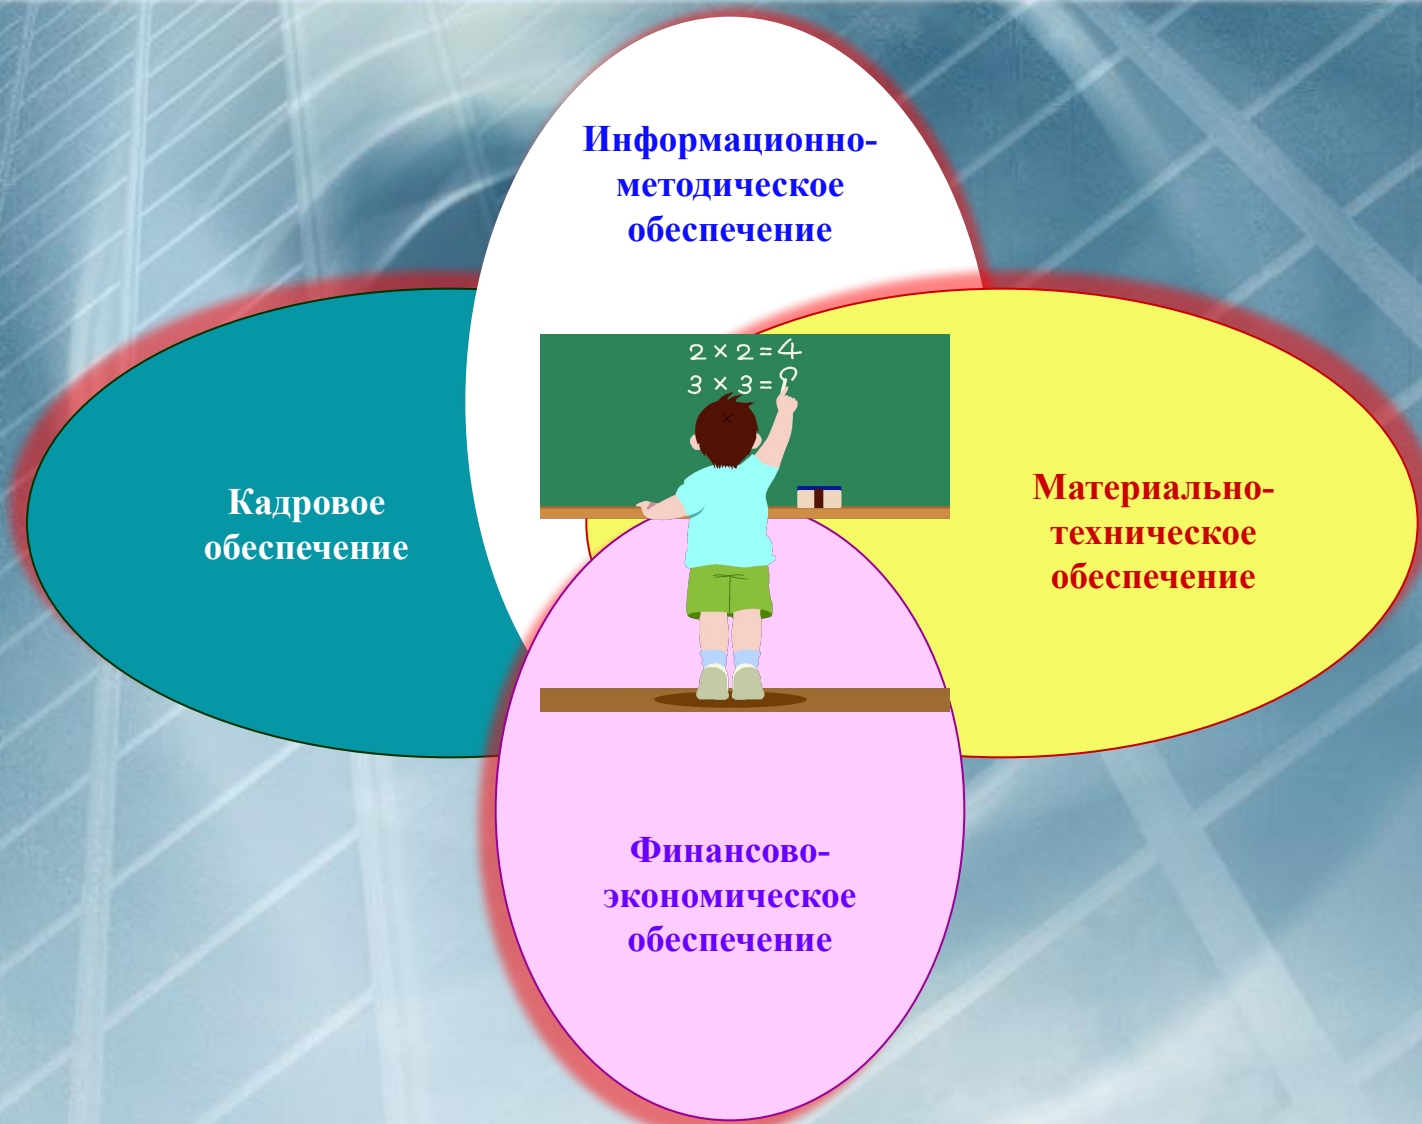 Информационно-
методическое
обеспечение
2 × 2 = 4
3 × 3 =
Кадровое
обеспечение
Материально-
техническое
обеспечение
Финансово-
экономическое
обеспечение